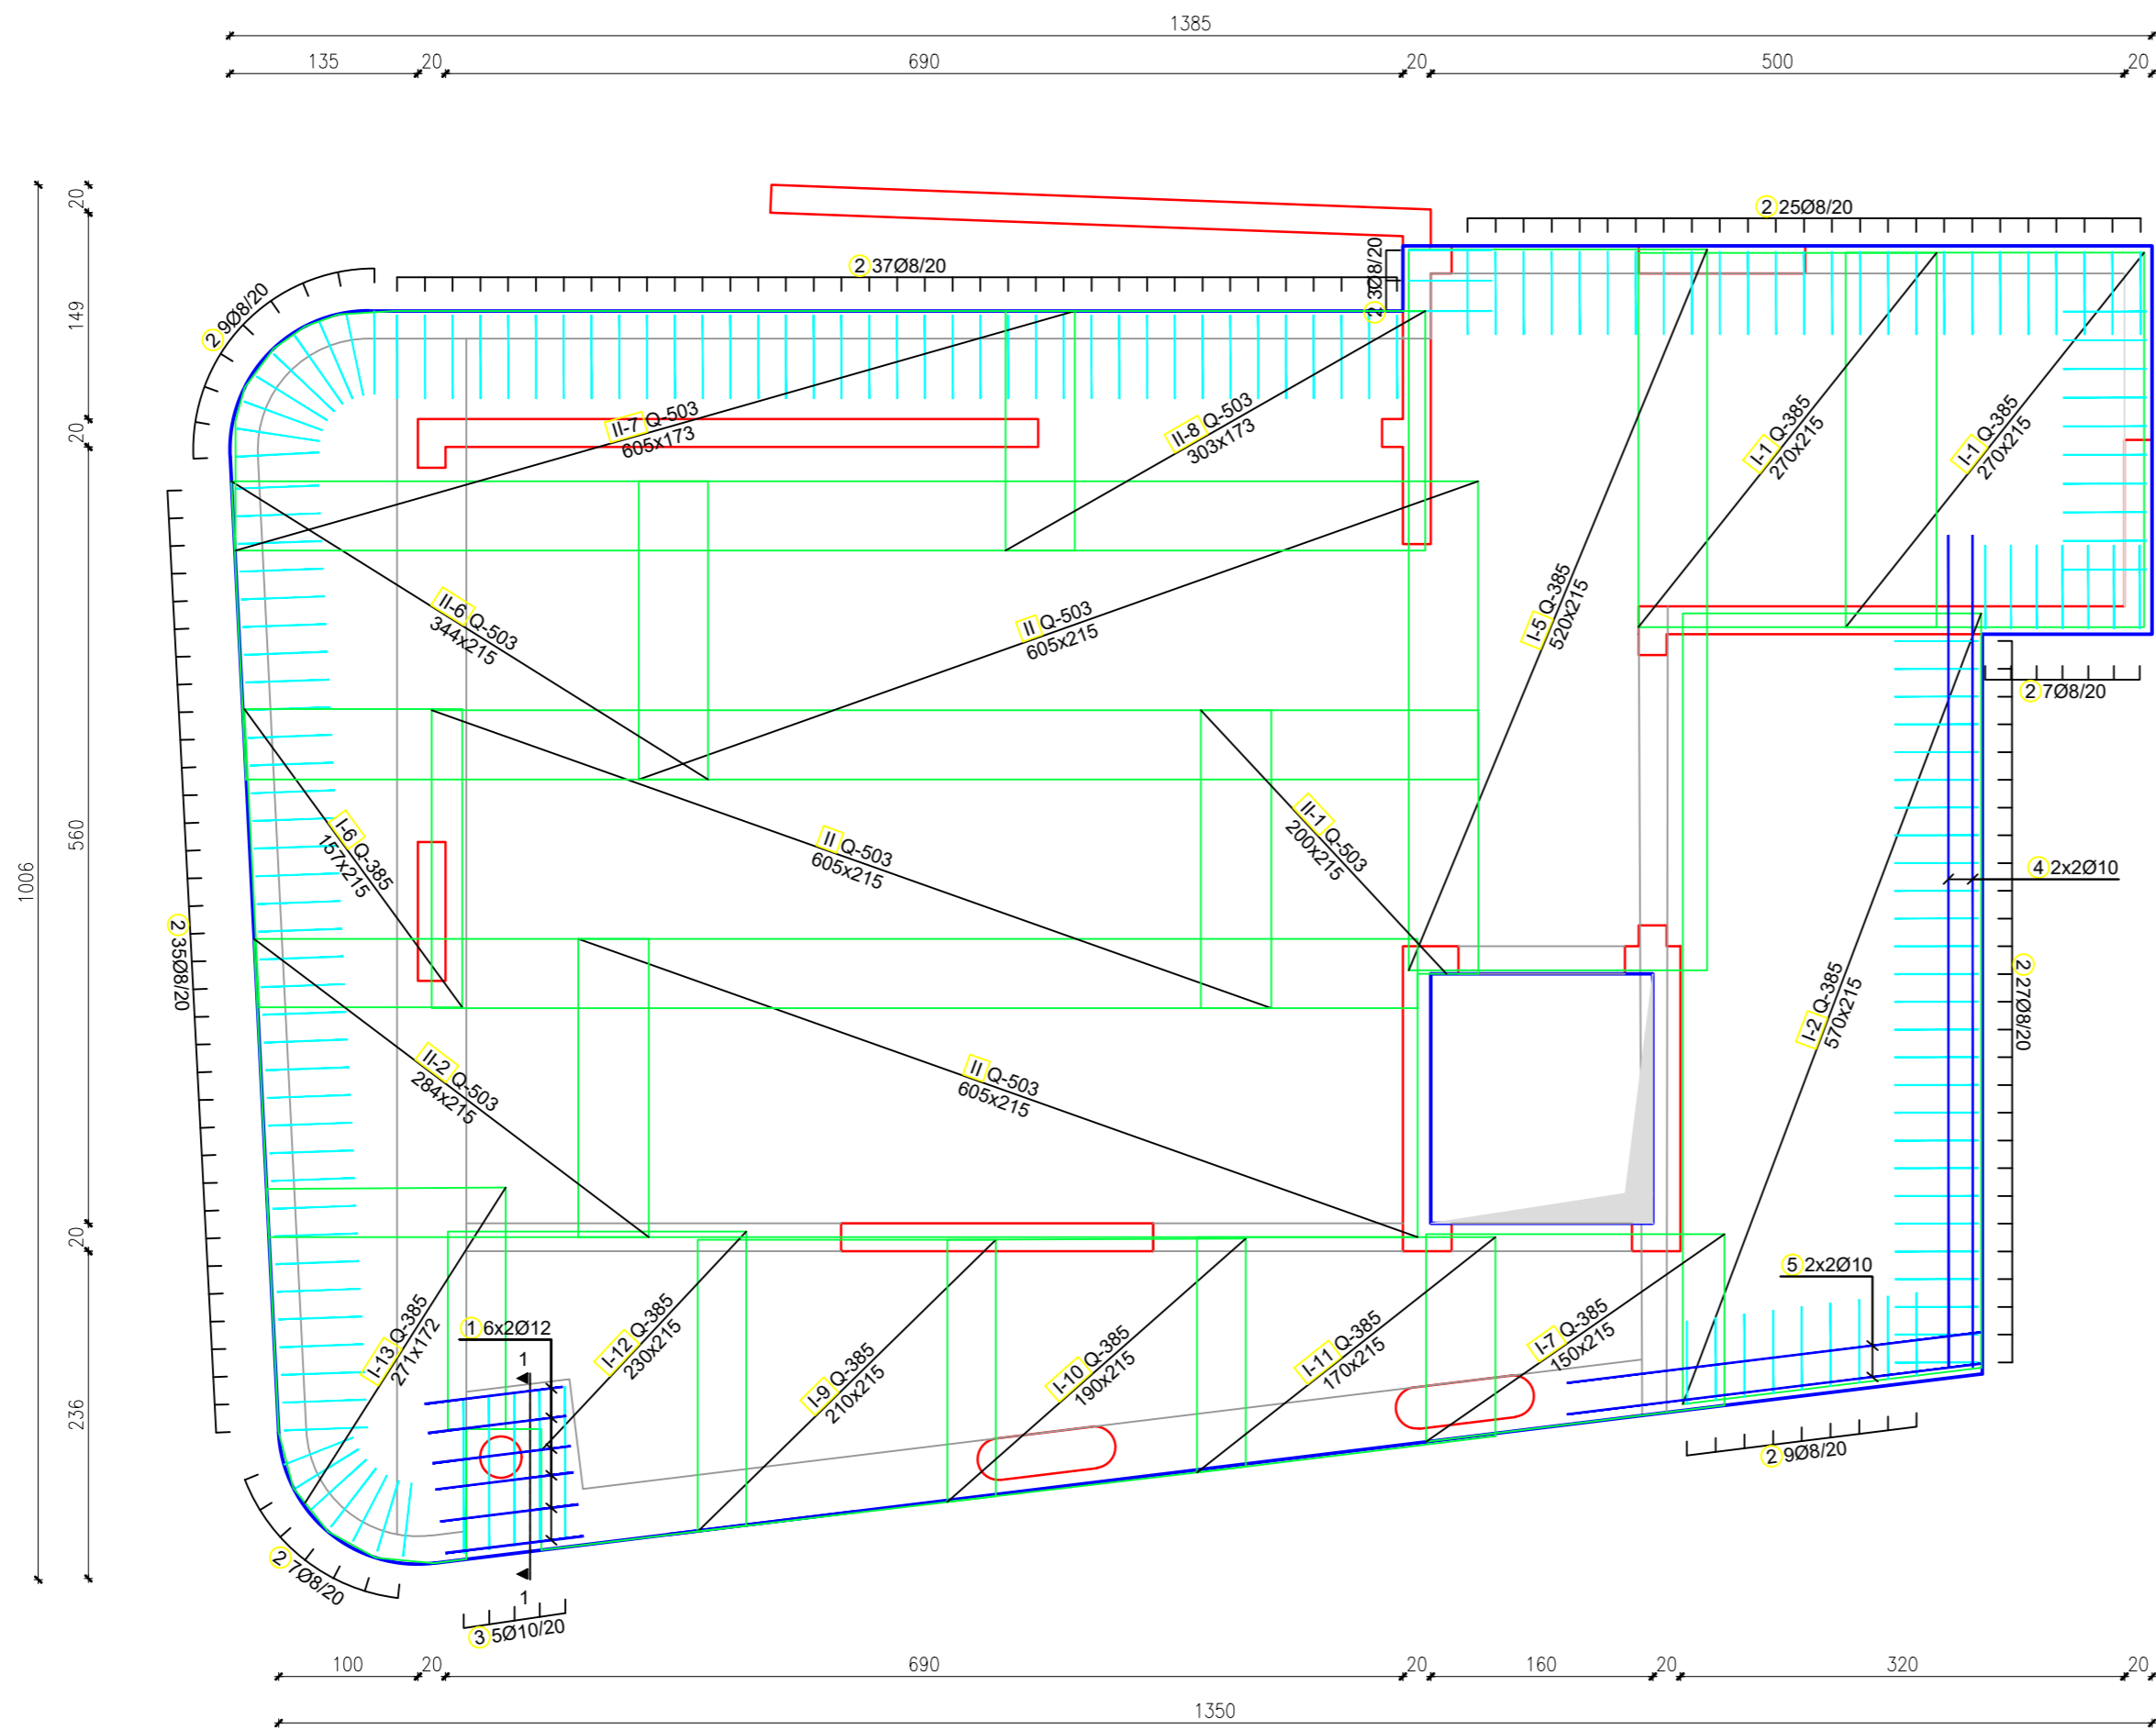 1385
135
20
690
20
500
20
20
149
20
560
1006
20
236
② 25Ø8/20
② 37Ø8/20
② 3Ø8/20
② 9Ø8/20
II-7 Q-503
605x173
II-8 Q-503
303x173
I-1 Q-385
270x215
I-1 Q-385
270x215
II-6 Q-503
344x215
II Q-503
605x215
I-5 Q-385
520x215
② 7Ø8/20
I-6 Q-385
157x215
II Q-503
605x215
II-1 Q-503
200x215
④ 2x2Ø10
② 35Ø8/20
I-2 Q-385
570x215
② 27Ø8/20
II-2 Q-503
284x215
II Q-503
605x215
⑤ 2x2Ø10
I-13 Q-385
271x172
① 6x2Ø12
1
I-12 Q-385
230x215
I-9 Q-385
210x215
I-10 Q-385
190x215
I-11 Q-385
170x215
I-7 Q-385
150x215
② 9Ø8/20
② 7Ø8/20
1
③ 5Ø10/20
100
20
690
20
160
20
320
20
1350